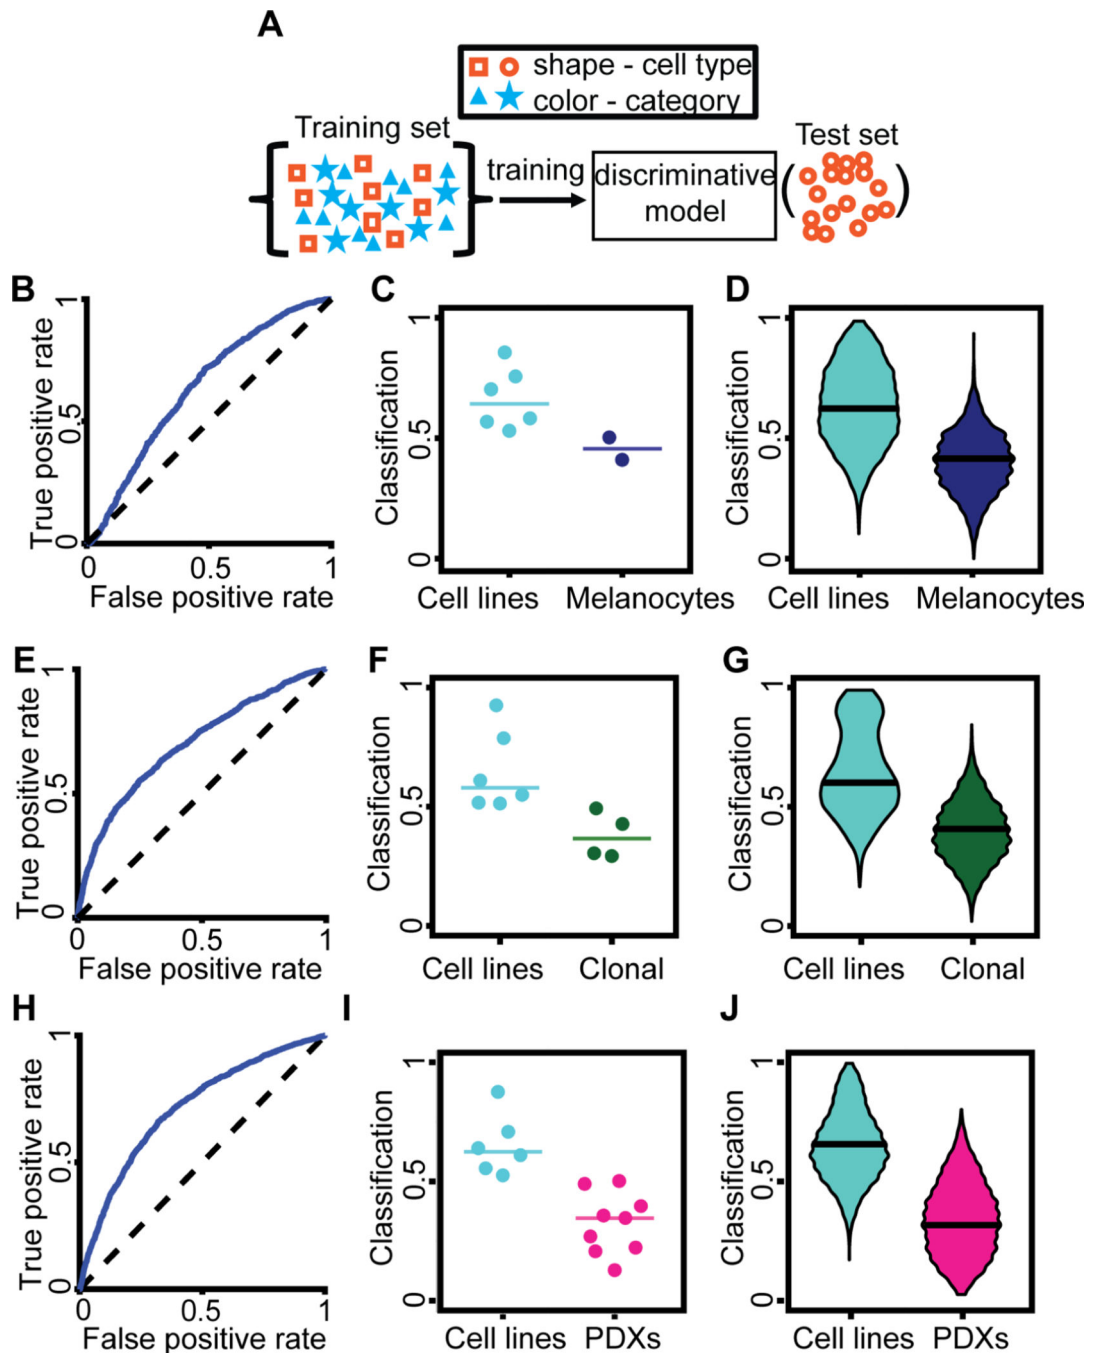 A
shape - cell type
color - category
Training set
Test set
training
discriminative
model
B
True positive rate
1
0.5
0
0
0.5
1
False positive rate
C
Classification
1
0.5
0
Cell lines
Melanocytes
D
Classification
1
0.5
0
Cell lines
Melanocytes
E
True positive rate
1
0.5
0
0
0.5
1
False positive rate
F
Classification
1
0.5
0
Cell lines
Clonal
G
Classification
1
0.5
0
Cell lines
Clonal
H
True positive rate
1
0.5
0
0
0.5
1
False positive rate
I
Classification
1
0.5
0
Cell lines
PDXs
J
Classification
1
0.5
0
Cell lines
PDXs